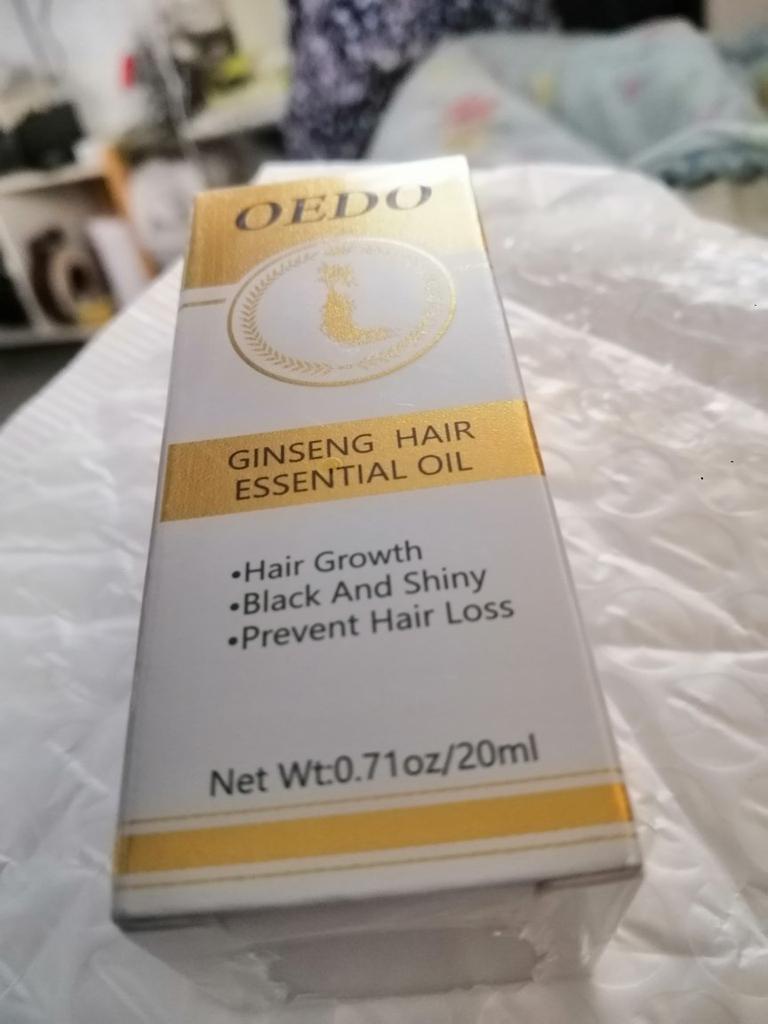 OEDO
GINSENG HAIR
ESSENTIAL OIL
•Hair Growth
•Black And Shiny
•Prevent Hair Loss
Net Wt:0.71oz/20ml